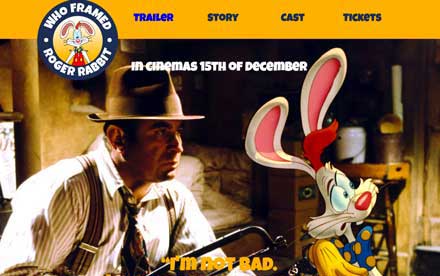 WHO FRAMED
ROGER RABBIT
TRAILER
STORY
CAST
TICKETS
IN CINEMAS 15TH OF DECEMBER
“I'M NOT BAD.